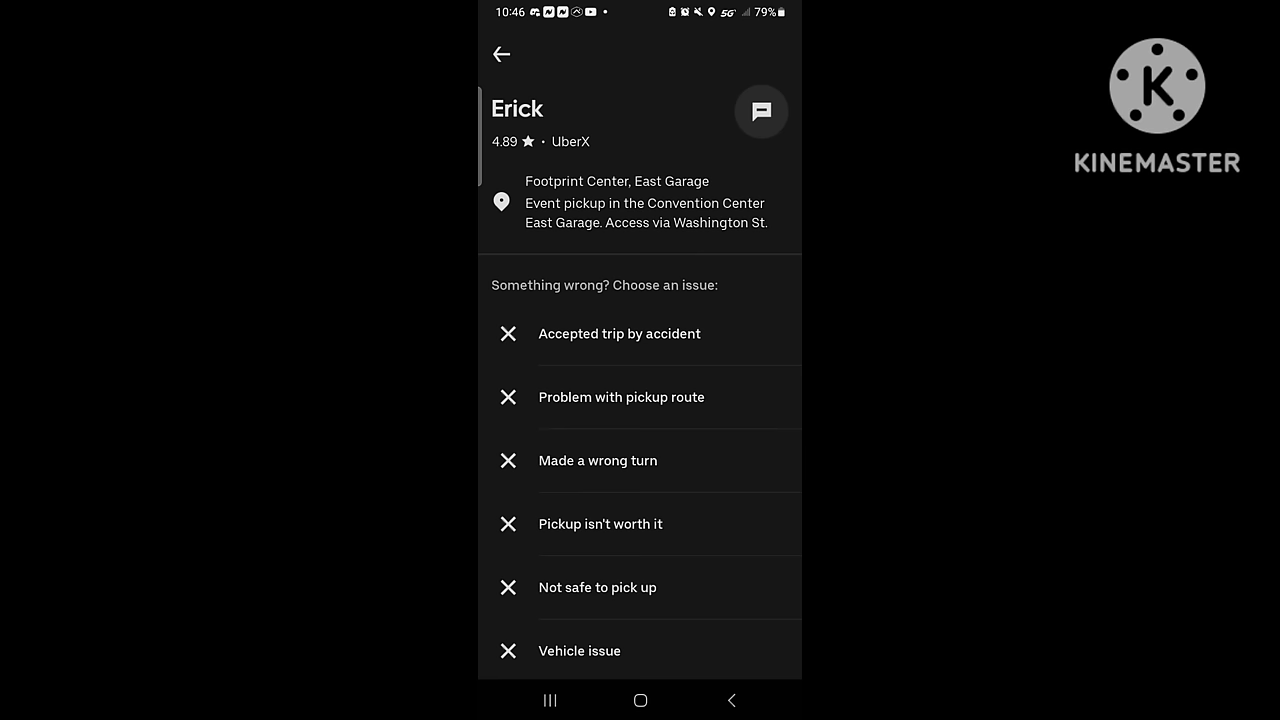 10:46
5G
79%
Erick
4.89 ★ • UberX
Footprint Center, East Garage
Event pickup in the Convention Center
East Garage. Access via Washington St.
Something wrong? Choose an issue:
Accepted trip by accident
Problem with pickup route
Made a wrong turn
Pickup isn't worth it
Not safe to pick up
Vehicle issue
K
KINEMASTER